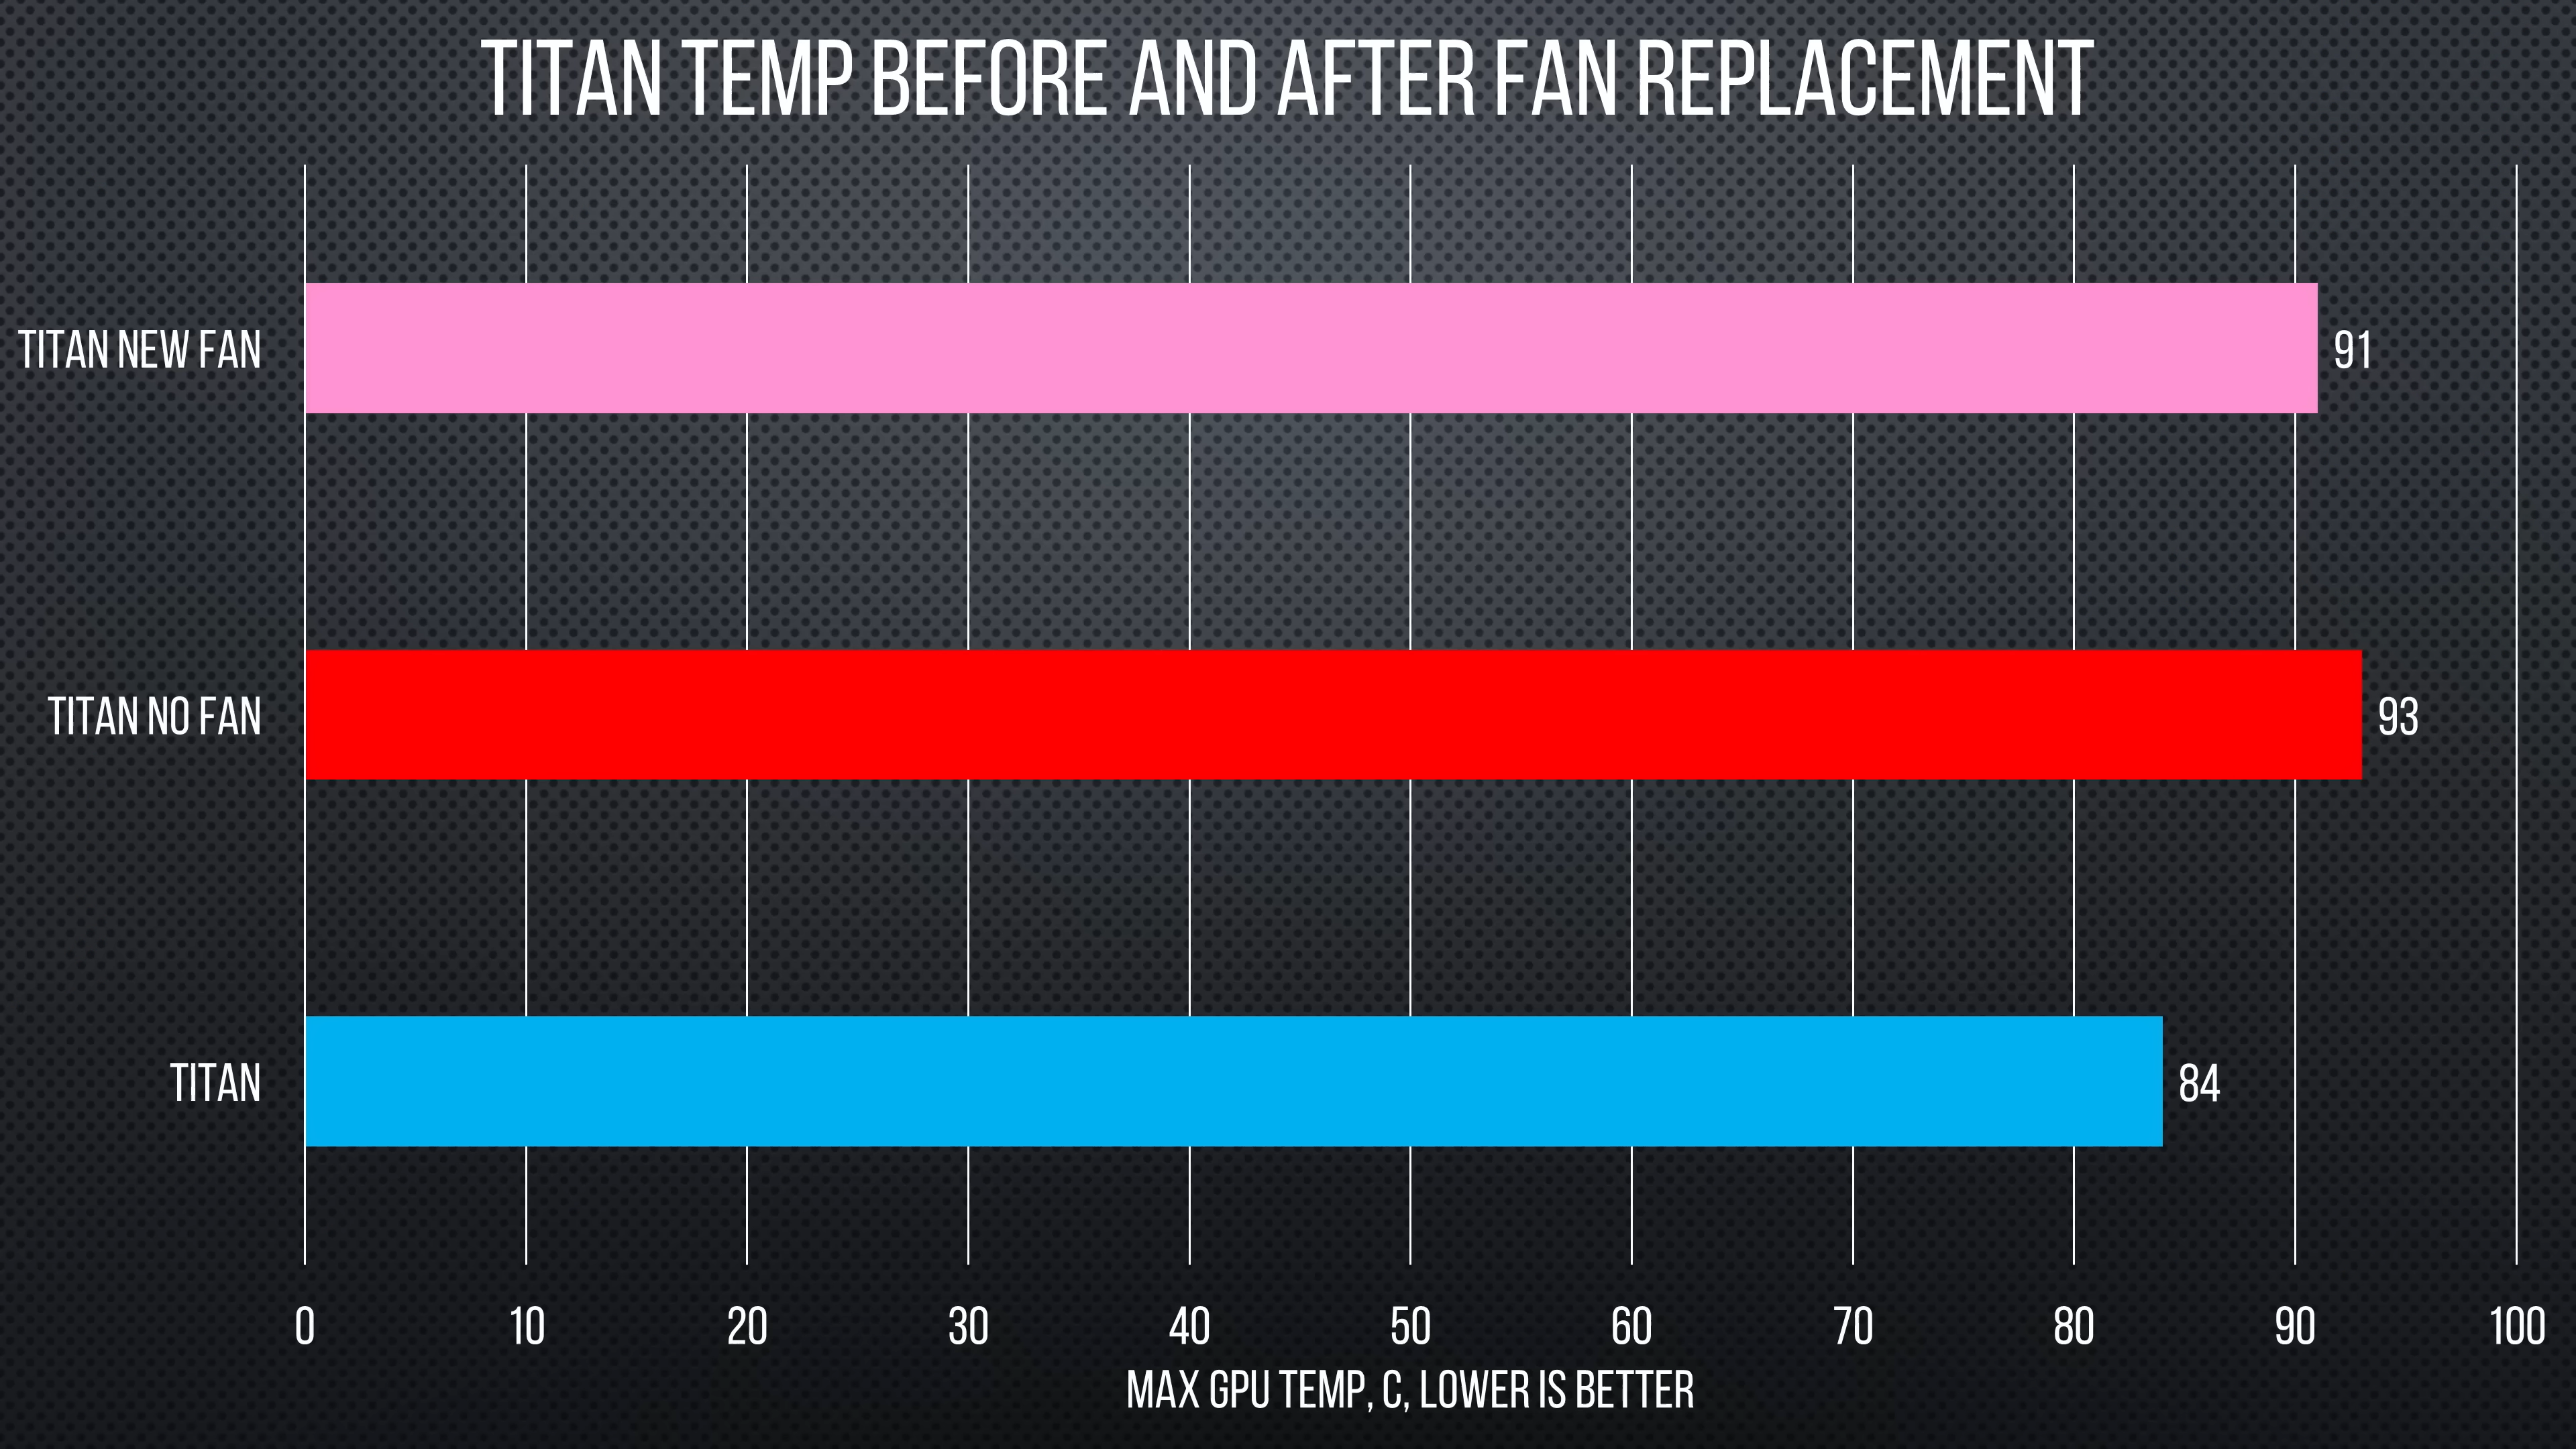 TITAN TEMP BEFORE AND AFTER FAN REPLACEMENT
TITAN NEW FAN
91
TITAN NO FAN
93
TITAN
84
0 10 20 30 40 50 60 70 80 90 100
MAX GPU TEMP, C, LOWER IS BETTER